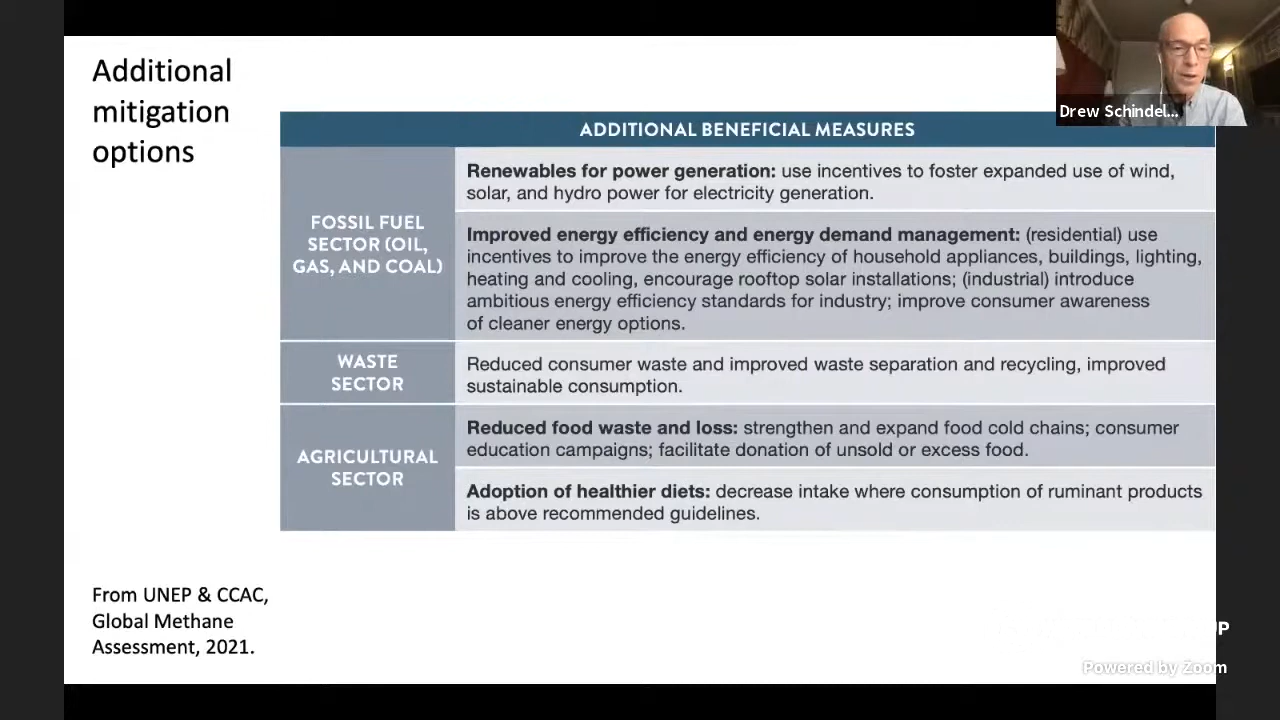 Additional
mitigation
options
Drew Schindel...
ADDITIONAL BENEFICIAL MEASURES
FOSSIL FUEL
SECTOR (OIL,
GAS, AND COAL)
Renewables for power generation: use incentives to foster expanded use of wind,
solar, and hydro power for electricity generation.
Improved energy efficiency and energy demand management: (residential) use
incentives to improve the energy efficiency of household appliances, buildings, lighting,
heating and cooling, encourage rooftop solar installations; (industrial) introduce
ambitious energy efficiency standards for industry; improve consumer awareness
of cleaner energy options.
WASTE
SECTOR
Reduced consumer waste and improved waste separation and recycling, improved
sustainable consumption.
AGRICULTURAL
SECTOR
Reduced food waste and loss: strengthen and expand food cold chains; consumer
education campaigns; facilitate donation of unsold or excess food.
Adoption of healthier diets: decrease intake where consumption of ruminant products
is above recommended guidelines.
From UNEP & CCAC,
Global Methane
Assessment, 2021.
Powered by Zoom